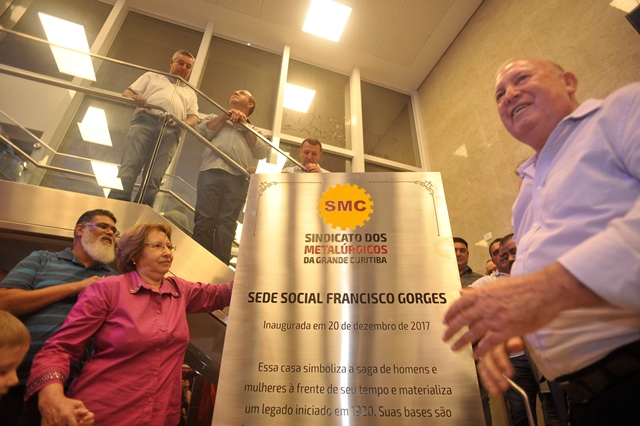 SMC
SINDICATO DOS
METALÚRGICOS
DA GRANDE CURITIBA
SEDE SOCIAL FRANCISCO GORGES
Inaugurada em 20 de dezembro de 2017
Essa casa simboliza a saga de homens e
mulheres à frente de seu tempo e materializa
um legado iniciado em 1920. Suas bases são